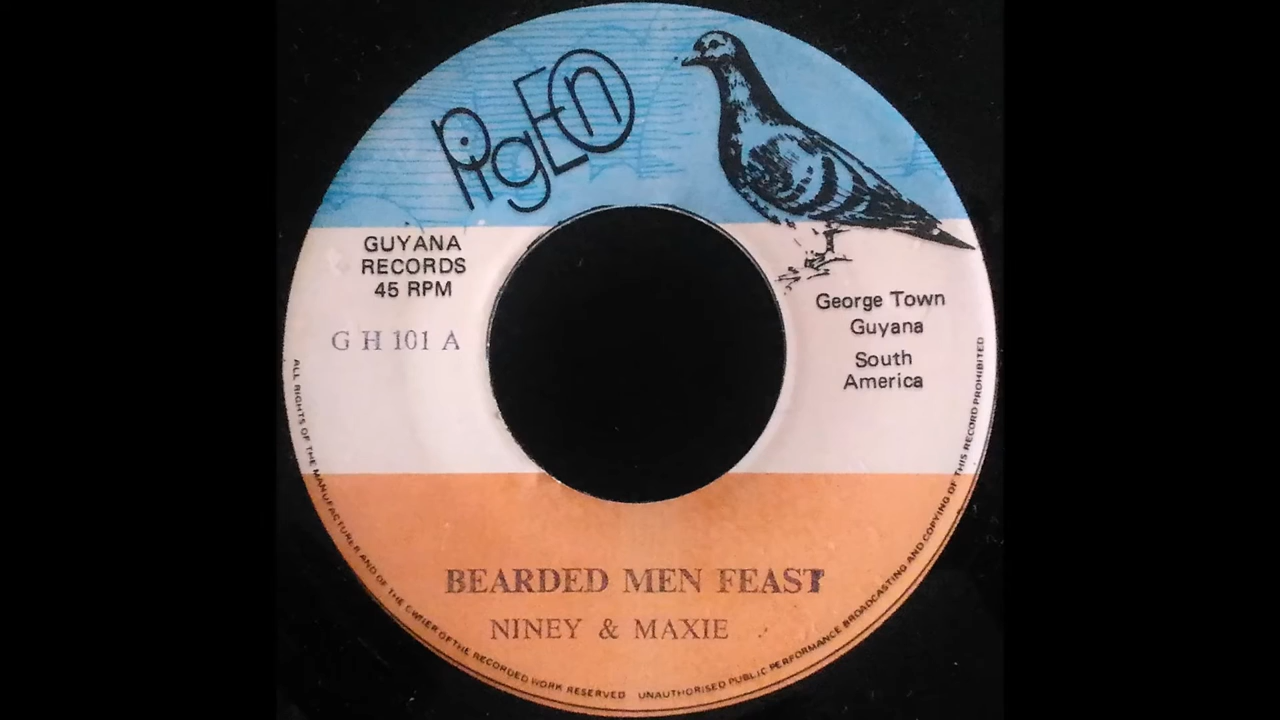 PigEon
GUYANA
RECORDS
45 RPM
G H 101 A
George Town
Guyana
South
America
BEARDED MEN FEAST
NINEY & MAXIE
ALL RIGHTS OF THE MANUFACTURER AND OF THE OWNER OF THE RECORDED WORK RESERVED UNAUTHORISED PUBLIC PERFORMANCE BROADCASTING AND COPYING OF THIS RECORD PROHIBITED